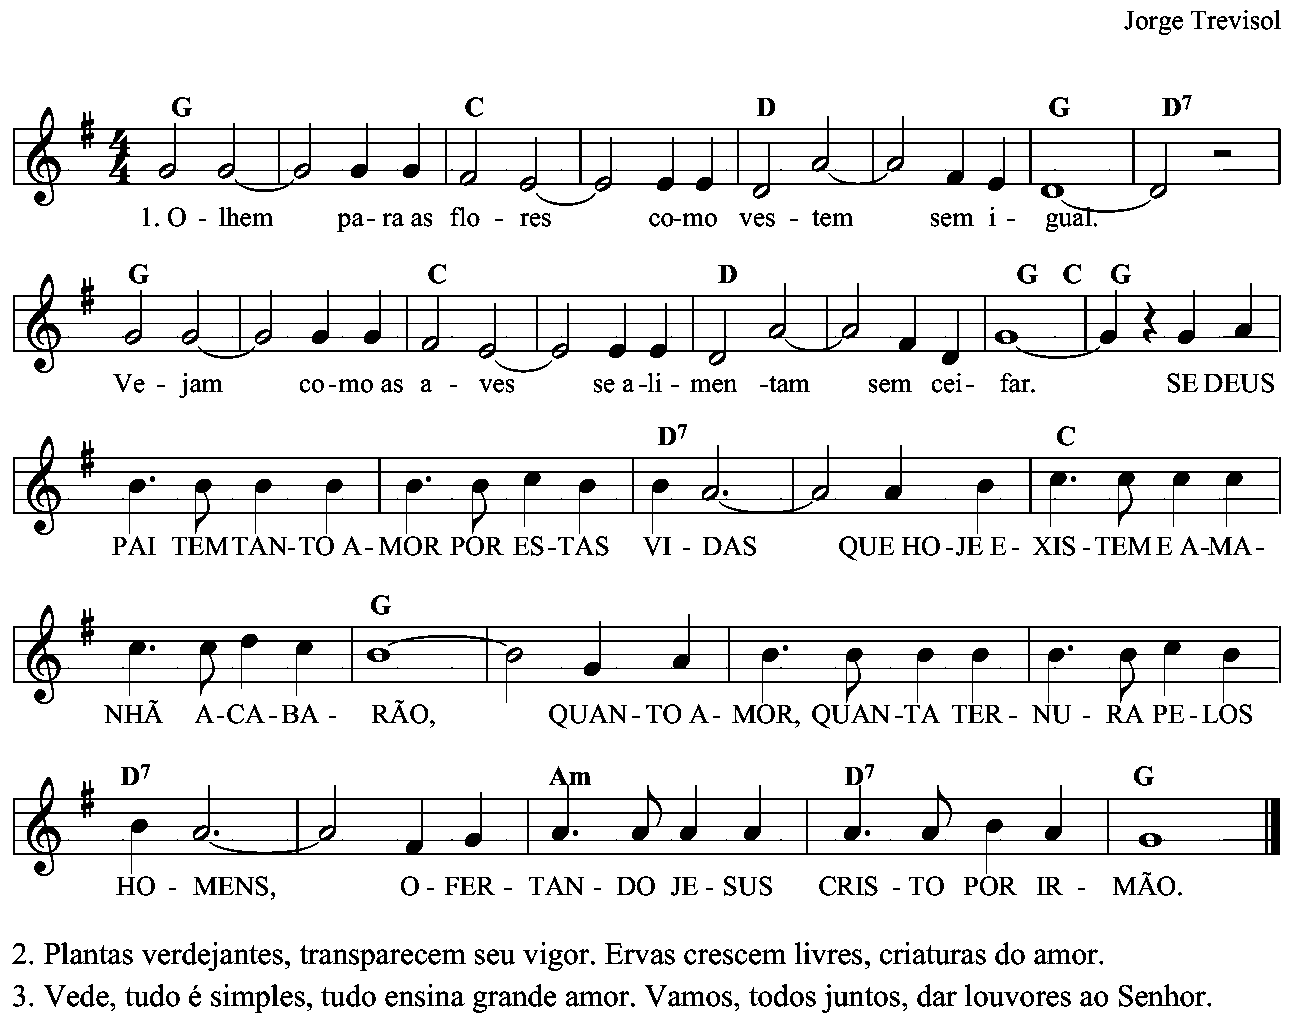 Jorge Trevisol
G C D G D7
4
4
1. O - lhem pa-ra as flo - res co-mo ves - tem sem i - gual.
G C D G C G
Ve - jam co-mo as a - ves se a-li-men -tam sem cei- far. SE DEUS
D7 C
PAI TEM TAN-TO A-MOR POR ES-TAS VI - DAS QUE HO-JE E- XIS-TEM E A-MA-
G
NHÃ A-CA-BA- RÃO, QUAN-TO A- MOR, QUAN-TA TER- NU - RA PE-LOS
D7 Am D7 G
HO - MENS, O-FER- TAN - DO JE-SUS CRIS - TO POR IR - MÃO.
2. Plantas verdejantes, transparecem seu vigor. Ervas crescem livres, criaturas do amor.
3. Vede, tudo é simples, tudo ensina grande amor. Vamos, todos juntos, dar louvores ao Senhor.